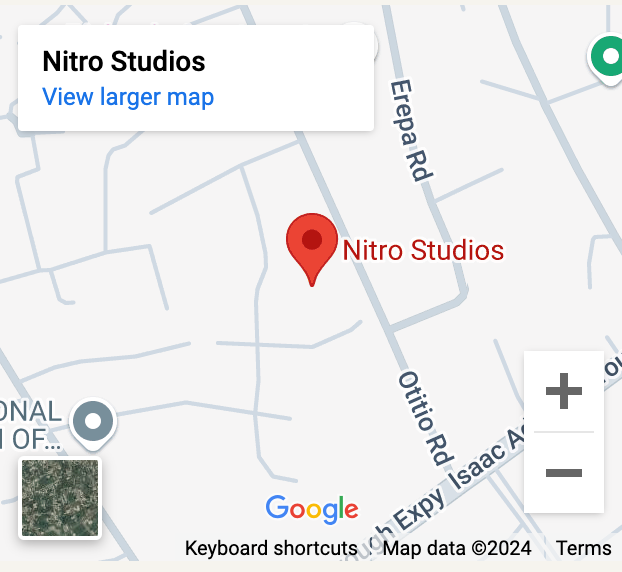 Nitro Studios
View larger map
Erepa Rd
Nitro Studios
Otitio Rd
ONAL
OF...
Expy Isaac
Google
Keyboard shortcuts
Map data ©2024
Terms